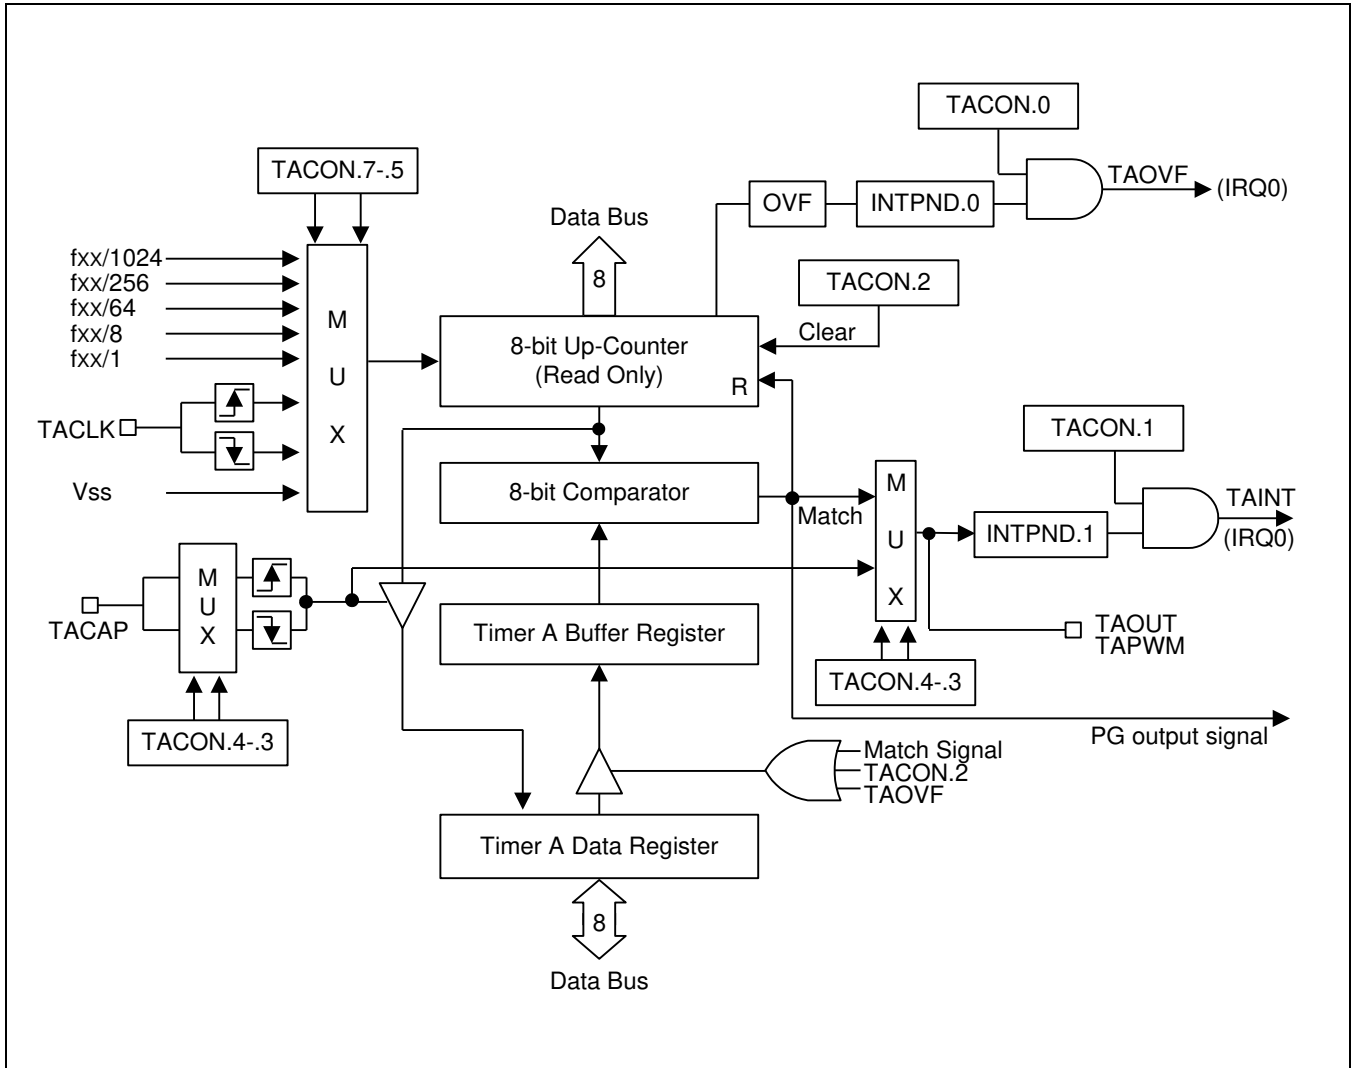 TACON.0
TACON.7-.5
TAOVF
(IRQ0)
OVF
INTPND.0
Data Bus
8
TACON.2
fxx/1024
fxx/256
fxx/64
fxx/8
fxx/1
M
U
X
8-bit Up-Counter
(Read Only)
R
Clear
TACLK
TACON.1
Vss
8-bit Comparator
Match
M
U
X
INTPND.1
TAINT
(IRQ0)
TACAP
M
U
X
Timer A Buffer Register
TAOUT
TAPWM
TACON.4-.3
TACON.4-.3
PG output signal
Match Signal
TACON.2
TAOVF
Timer A Data Register
8
Data Bus